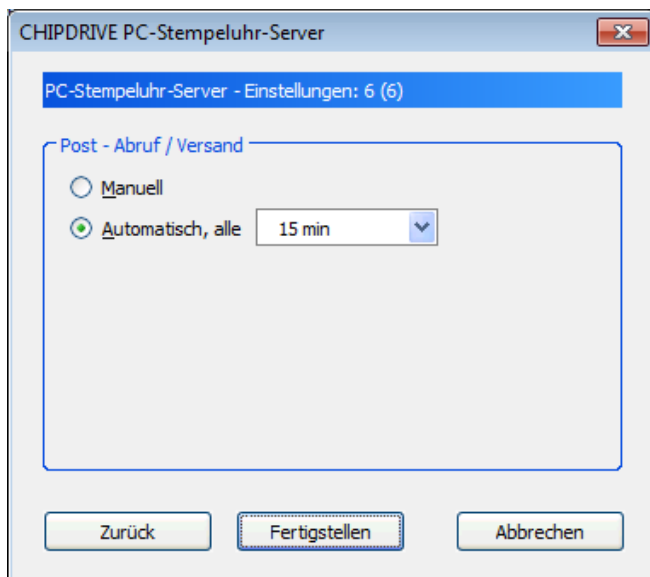 CHIPDRIVE PC-Stempeluhr-Server
PC-Stempeluhr-Server - Einstellungen: 6 (6)
Post - Abruf / Versand
Manuell
Automatisch, alle 15 min
Zurück Fertigstellen Abbrechen